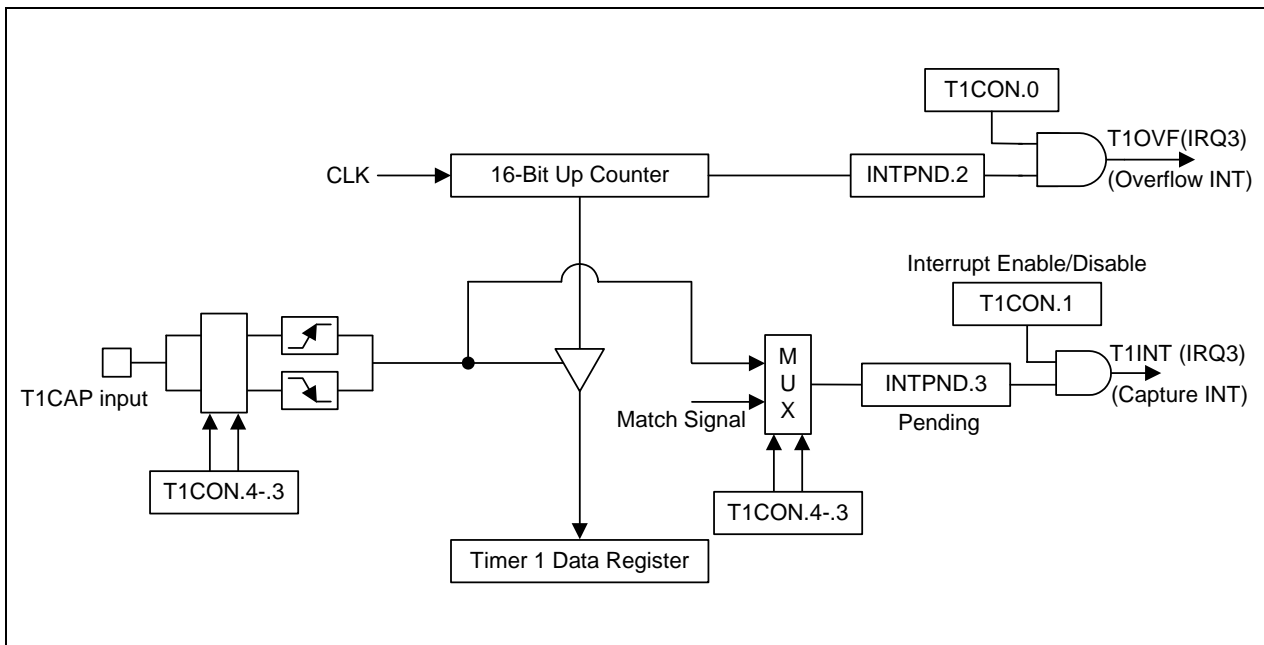 T1CON.0
T1OVF(IRQ3)
(Overflow INT)
CLK
16-Bit Up Counter
INTPND.2
Interrupt Enable/Disable
T1CON.1
T1CAP input
M
U
X
Match Signal
INTPND.3
Pending
T1INT (IRQ3)
(Capture INT)
T1CON.4-.3
T1CON.4-.3
Timer 1 Data Register